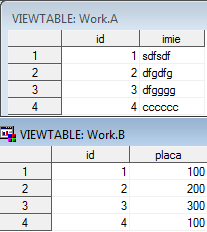 VIEWTABLE: Work.A
id imie
1 1 sdfsdf
2 2 dfgdfg
3 3 dfgggg
4 4 cccccc
VIEWTABLE: Work.B
id placa
1 1 100
2 2 200
3 3 300
4 4 100